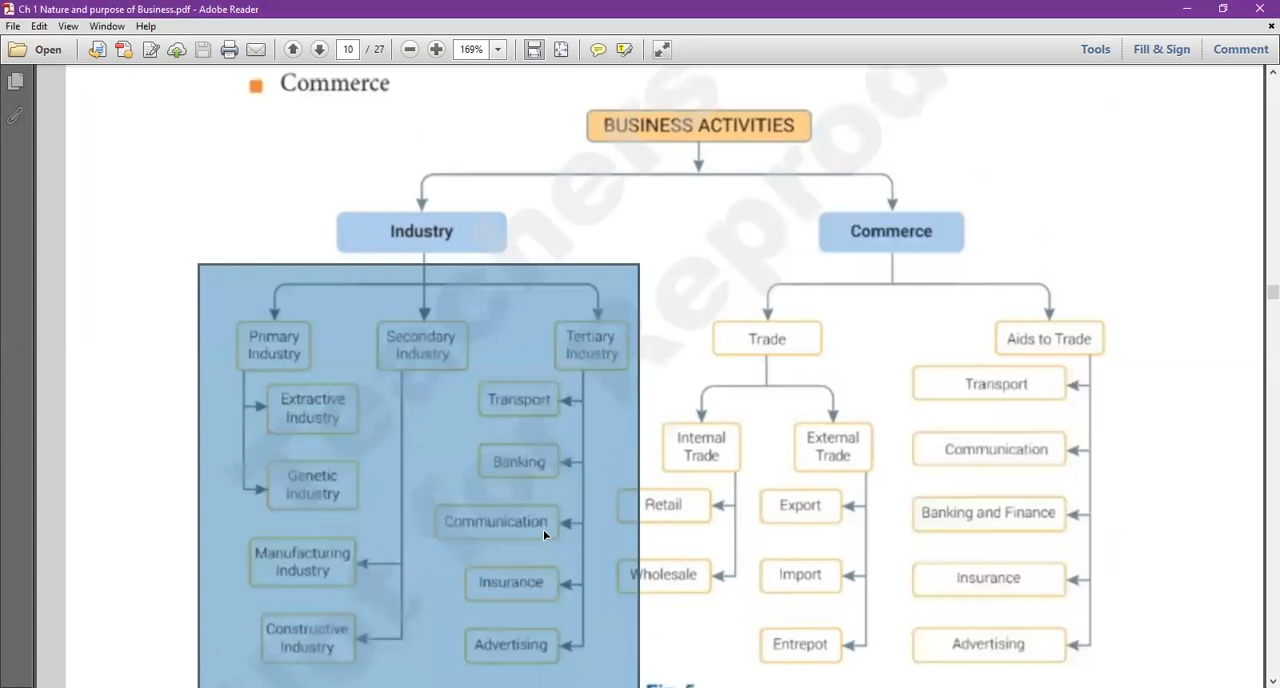 Ch 1 Nature and purpose of Business.pdf - Adobe Reader
File Edit View Window Help
Open 10 / 27 169% Tools Fill & Sign Comment
Commerce
BUSINESS ACTIVITIES
Industry
Commerce
Primary
Industry
Secondary
Industry
Tertiary
Industry
Trade
Aids to Trade
Extractive
Industry
Genetic
Industry
Manufacturing
Industry
Constructive
Industry
Transport
Banking
Communication
Insurance
Advertising
Internal
Trade
External
Trade
Retail
Wholesale
Export
Import
Entrepot
Transport
Communication
Banking and Finance
Insurance
Advertising